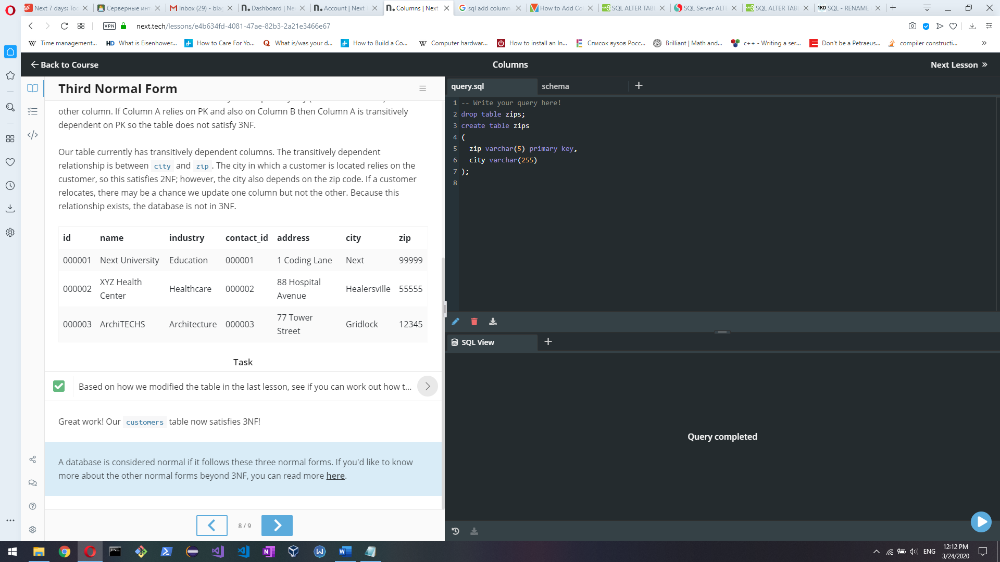 Next 7 days: Toc
Серверные инт
Inbox (29) - bla
Dashboard | Ne
Account | Next T
Columns | Next
sql add column
How to Add Co
SQL ALTER TABL
SQL Server ALTE
SQL ALTER TABL
SQL - RENAME
VPN
next.tech/lessons/e4b634fd-4081-47ae-82b3-2a21e3466e67
Time management...
What is Eisenhower...
How to Care For Yo...
What is/was your d...
How to Build a Co...
Computer hardwar...
How to install an In...
Список вузов Росс...
Brilliant | Math and...
c++ - Writing a ser...
Don't be a Petraeus...
compiler constructi...
Back to Course
Columns
Next Lesson »
Third Normal Form
other column. If Column A relies on PK and also on Column B then Column A is transitively
dependent on PK so the table does not satisfy 3NF.
Our table currently has transitively dependent columns. The transitively dependent
relationship is between city and zip . The city in which a customer is located relies on the
customer, so this satisfies 2NF; however, the city also depends on the zip code. If a customer
relocates, there may be a chance we update one column but not the other. Because this
relationship exists, the database is not in 3NF.
id name industry contact_id address city zip
000001 Next University Education 000001 1 Coding Lane Next 99999
000002 XYZ Health Center Healthcare 000002 88 Hospital Avenue Healersville 55555
000003 ArchiTECHS Architecture 000003 77 Tower Street Gridlock 12345
Task
Based on how we modified the table in the last lesson, see if you can work out how t...
Great work! Our customers table now satisfies 3NF!
A database is considered normal if it follows these three normal forms. If you'd like to know
more about the other normal forms beyond 3NF, you can read more here.
8 / 9
query.sql
schema
1 -- Write your query here!
2 drop table zips;
3 create table zips
4 (
5 zip varchar(5) primary key,
6 city varchar(255)
7 );
8
SQL View
Query completed
ENG
12:12 PM
3/24/2020